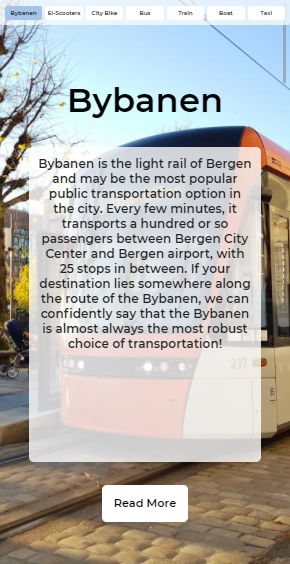 Bybanen El-Scooters City Bike Bus Train Boat Taxi
Bybanen
Bybanen is the light rail of Bergen
and may be the most popular
public transportation option in
the city. Every few minutes, it
transports a hundred or so
passengers between Bergen City
Center and Bergen airport, with
25 stops in between. If your
destination lies somewhere along
the route of the Bybanen, we can
confidently say that the Bybanen
is almost always the most robust
choice of transportation!
217
Read More